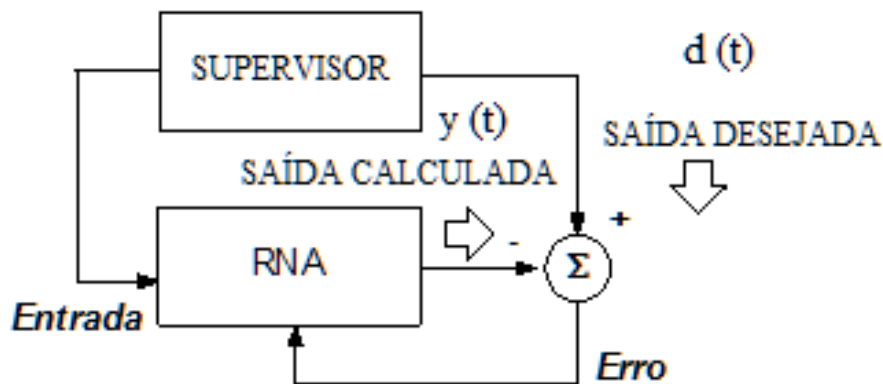 SUPERVISOR
d (t)
y (t)
SAÍDA DESEJADA
SAÍDA CALCULADA
+
-
RNA
Σ
Entrada
Erro